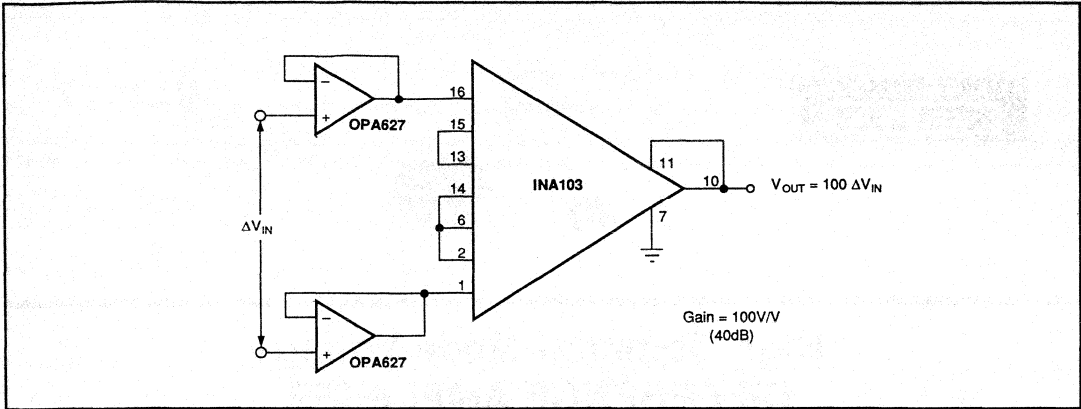 −
+
OPA627
16
15
13
14
6
2
1
INA103
11
10
7
V_OUT = 100 ΔV_IN
ΔV_IN
−
+
OPA627
Gain = 100V/V
(40dB)